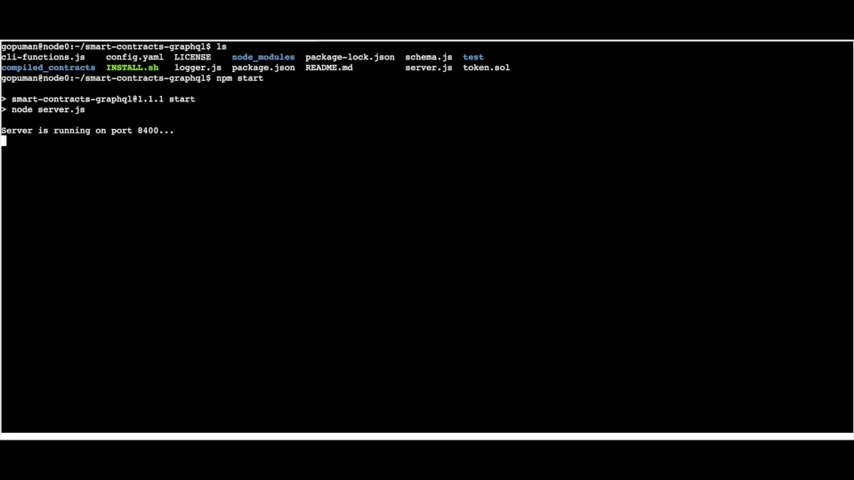 gopuman@node0:~/smart-contracts-graphql$ ls
cli-functions.js config.yaml LICENSE node_modules package-lock.json schema.js test
compiled_contracts INSTALL.sh logger.js package.json README.md server.js token.sol
gopuman@node0:~/smart-contracts-graphql$ npm start
> smart-contracts-graphql@1.1.1 start
> node server.js
Server is running on port 8400...